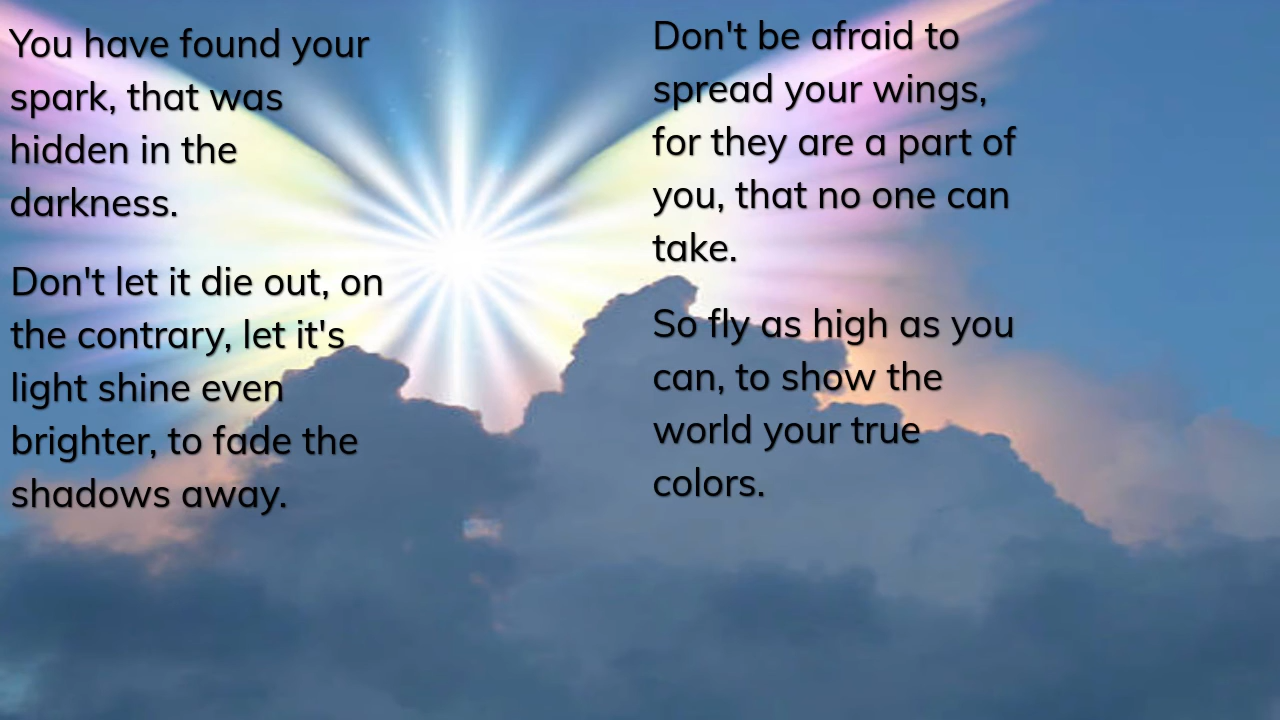 You have found your
spark, that was
hidden in the
darkness.
Don't let it die out, on
the contrary, let it's
light shine even
brighter, to fade the
shadows away.
Don't be afraid to
spread your wings,
for they are a part of
you, that no one can
take.
So fly as high as you
can, to show the
world your true
colors.